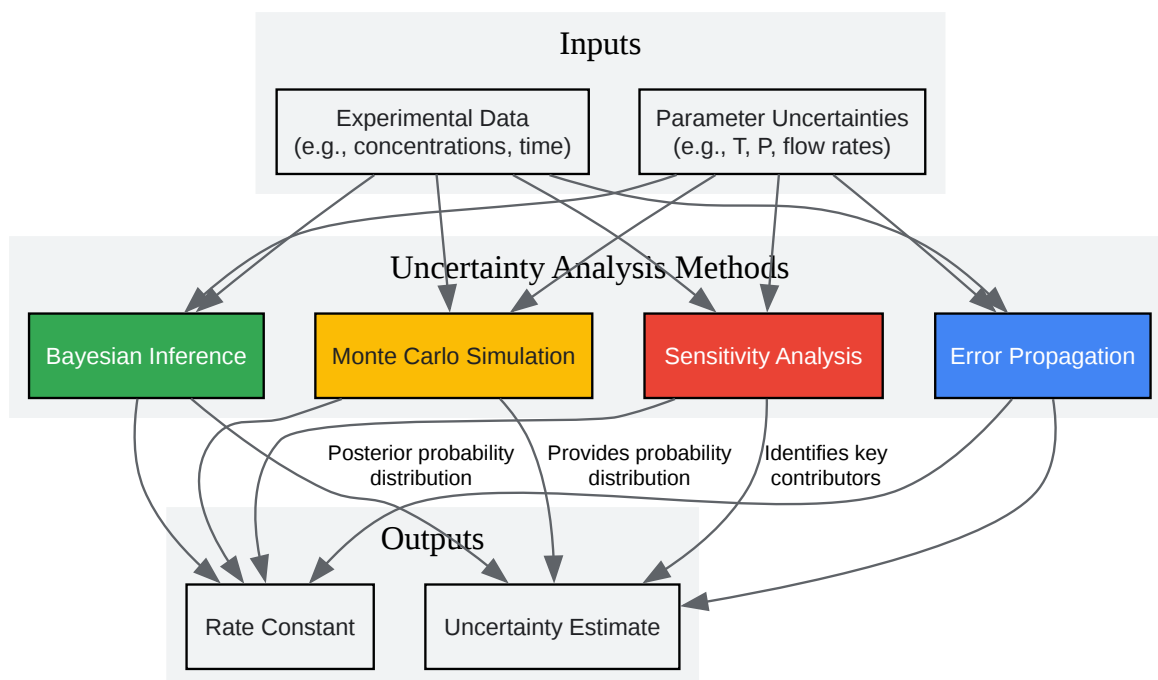 Inputs
Experimental Data
(e.g., concentrations, time)
Parameter Uncertainties
(e.g., T, P, flow rates)
Uncertainty Analysis Methods
Bayesian Inference
Monte Carlo Simulation
Sensitivity Analysis
Error Propagation
Posterior probability
distribution
Provides probability
distribution
Identifies key
contributors
Outputs
Rate Constant
Uncertainty Estimate